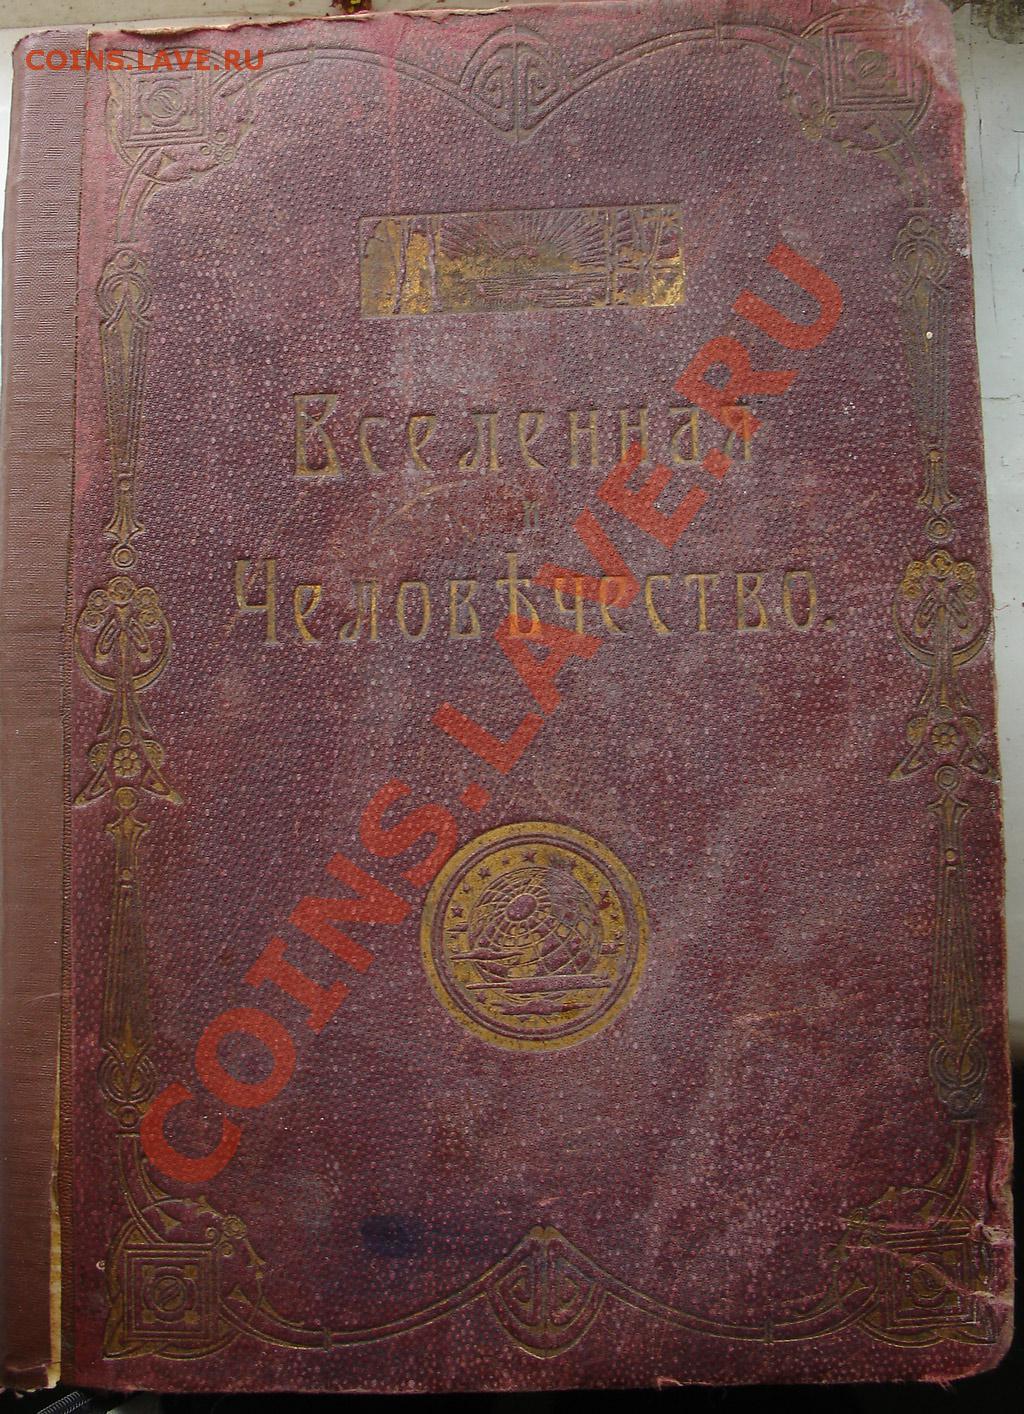 COINS.LAVE.RU
Вселенная
и
Человѣчество.
COINS.LAVE.RU